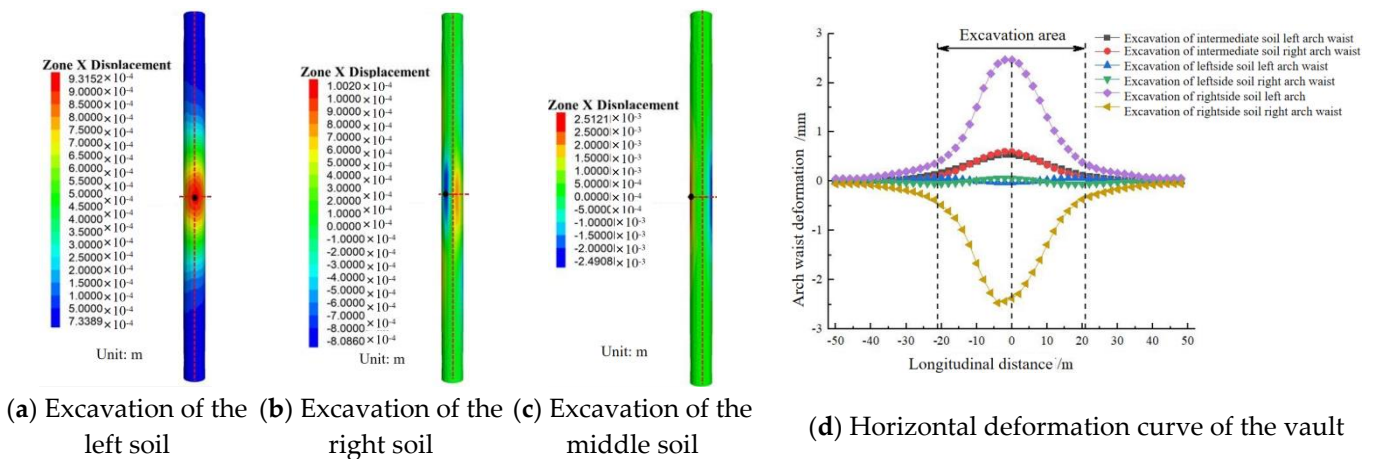 Zone X Displacement
9.3152 ×10⁻⁴
9.0000 ×10⁻⁴
8.5000 ×10⁻⁴
8.0000 ×10⁻⁴
7.5000 ×10⁻⁴
7.0000 ×10⁻⁴
6.5000 ×10⁻⁴
6.0000 ×10⁻⁴
5.5000 ×10⁻⁴
5.0000 ×10⁻⁴
4.5000 ×10⁻⁴
4.0000 ×10⁻⁴
3.5000 ×10⁻⁴
3.0000 ×10⁻⁴
2.5000 ×10⁻⁴
2.0000 ×10⁻⁴
1.5000 ×10⁻⁴
1.0000 ×10⁻⁴
5.0000 ×10⁻⁴
7.3389 ×10⁻⁴
Unit: m
(a) Excavation of the
left soil
Zone X Displacement
1.0020 ×10⁻⁴
1.0000 ×10⁻⁴
9.0000 ×10⁻⁴
8.0000 ×10⁻⁴
7.0000 ×10⁻⁴
6.0000 ×10⁻⁴
5.0000 ×10⁻⁴
4.0000 ×10⁻⁴
3.0000 ×10⁻⁴
2.0000 ×10⁻⁴
1.0000 ×10⁻⁴
0.0000 ×10⁻⁴
-1.0000 ×10⁻⁴
-2.0000 ×10⁻⁴
-3.0000 ×10⁻⁴
-4.0000 ×10⁻⁴
-5.0000 ×10⁻⁴
-6.0000 ×10⁻⁴
-7.0000 ×10⁻⁴
-8.0000 ×10⁻⁴
-8.0860 ×10⁻⁴
Unit: m
(b) Excavation of the
right soil
Zone X Displacement
2.5121 ×10⁻³
2.5000 ×10⁻³
2.0000 ×10⁻³
1.5000 ×10⁻³
1.0000 ×10⁻³
5.0000 ×10⁻⁴
0.0000 ×10⁻⁴
-5.0000 ×10⁻⁴
-1.0000 ×10⁻³
-1.5000 ×10⁻³
-2.0000 ×10⁻³
-2.4908 ×10⁻³
Unit: m
(c) Excavation of the
middle soil
Excavation area
Excavation of intermediate soil left arch waist
Excavation of intermediate soil right arch waist
Excavation of leftside soil left arch waist
Excavation of leftside soil right arch waist
Excavation of rightside soil left arch
Excavation of rightside soil right arch waist
Arch waist deformation /mm
3
2
1
0
-1
-2
-3
-50 -40 -30 -20 -10 0 10 20 30 40 50
Longitudinal distance /m
(d) Horizontal deformation curve of the vault